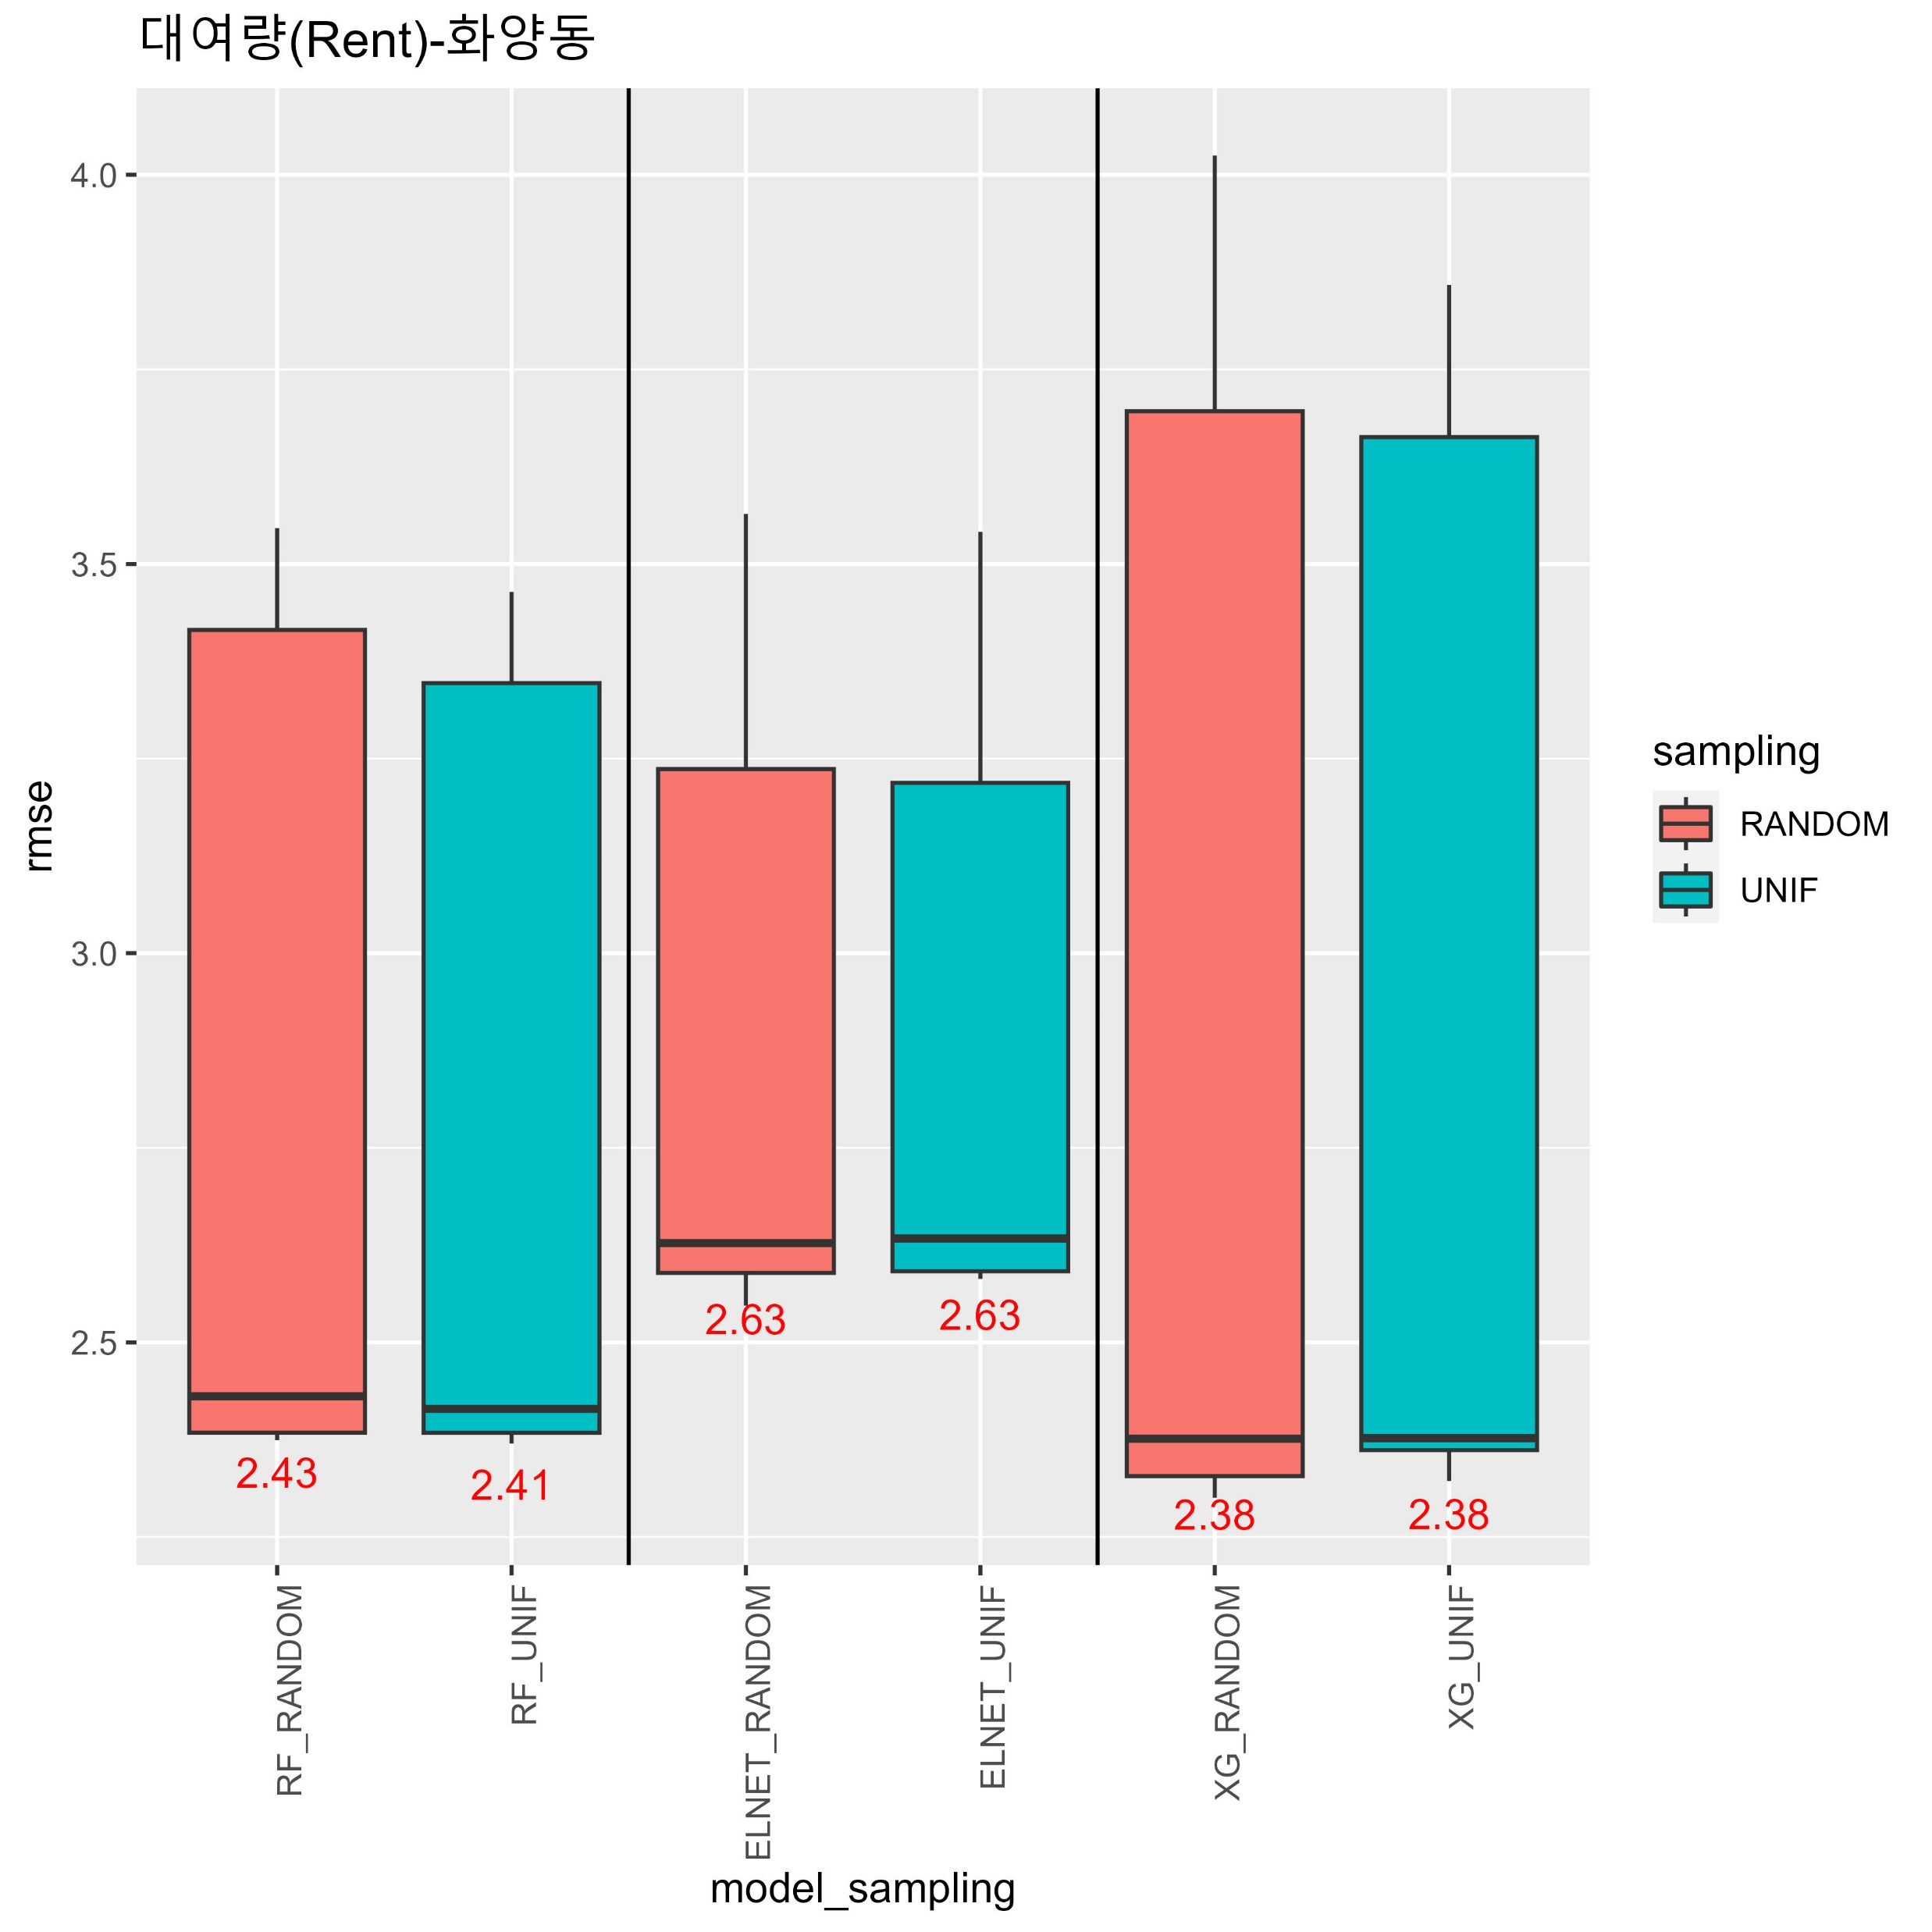 대여량(Rent)-화양동
4.0
3.5
3.0
2.5
rmse
2.43
2.41
2.63
2.63
2.38
2.38
RF_RANDOM
RF_UNIF
ELNET_RANDOM
ELNET_UNIF
XG_RANDOM
XG_UNIF
model_sampling
sampling
RANDOM
UNIF